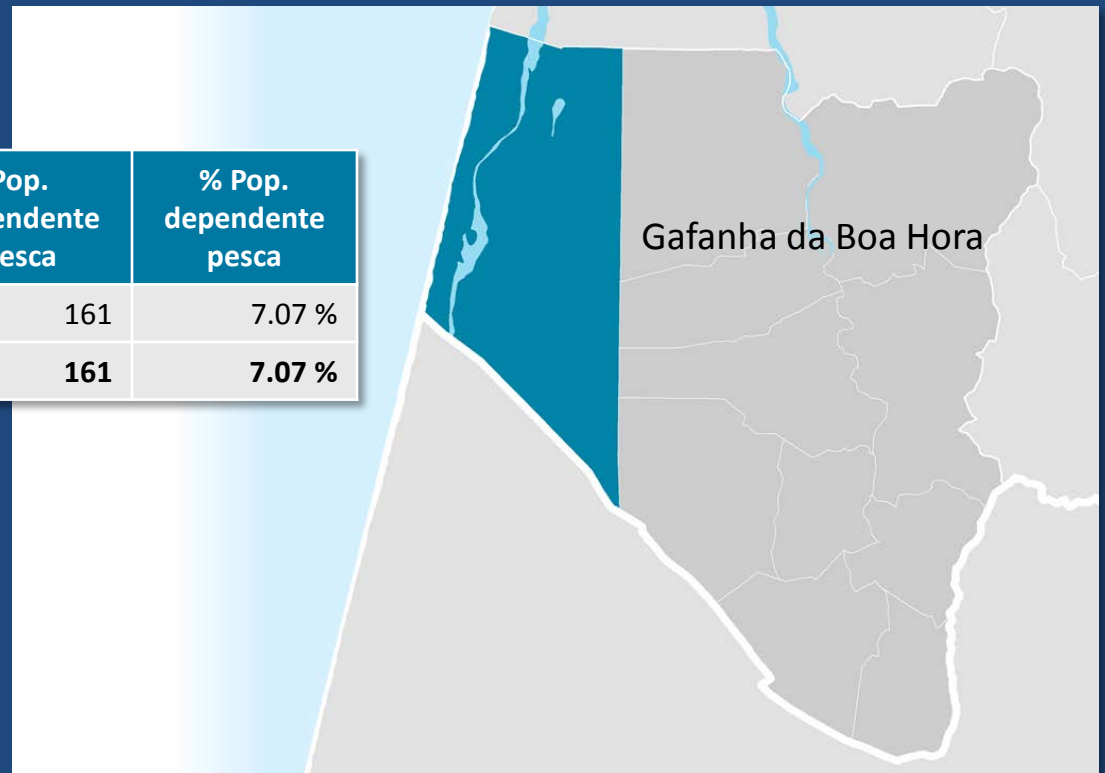 Pop.
endente
esca
% Pop.
dependente
pesca
161
7.07 %
161
7.07 %
Gafanha da Boa Hora